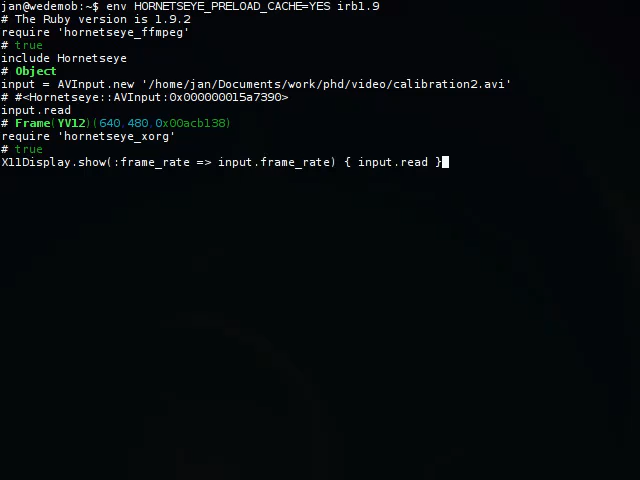 jan@wedemob:~$ env HORNETSEYE_PRELOAD_CACHE=YES irb1.9
# The Ruby version is 1.9.2
require 'hornetseye_ffmpeg'
# true
include Hornetseye
# Object
input = AVInput.new '/home/jan/Documents/work/phd/video/calibration2.avi'
# #<Hornetseye::AVInput:0x000000015a7390>
input.read
# Frame(YV12)(640,480,0x00acb138)
require 'hornetseye_xorg'
# true
X11Display.show(:frame_rate => input.frame_rate) { input.read }